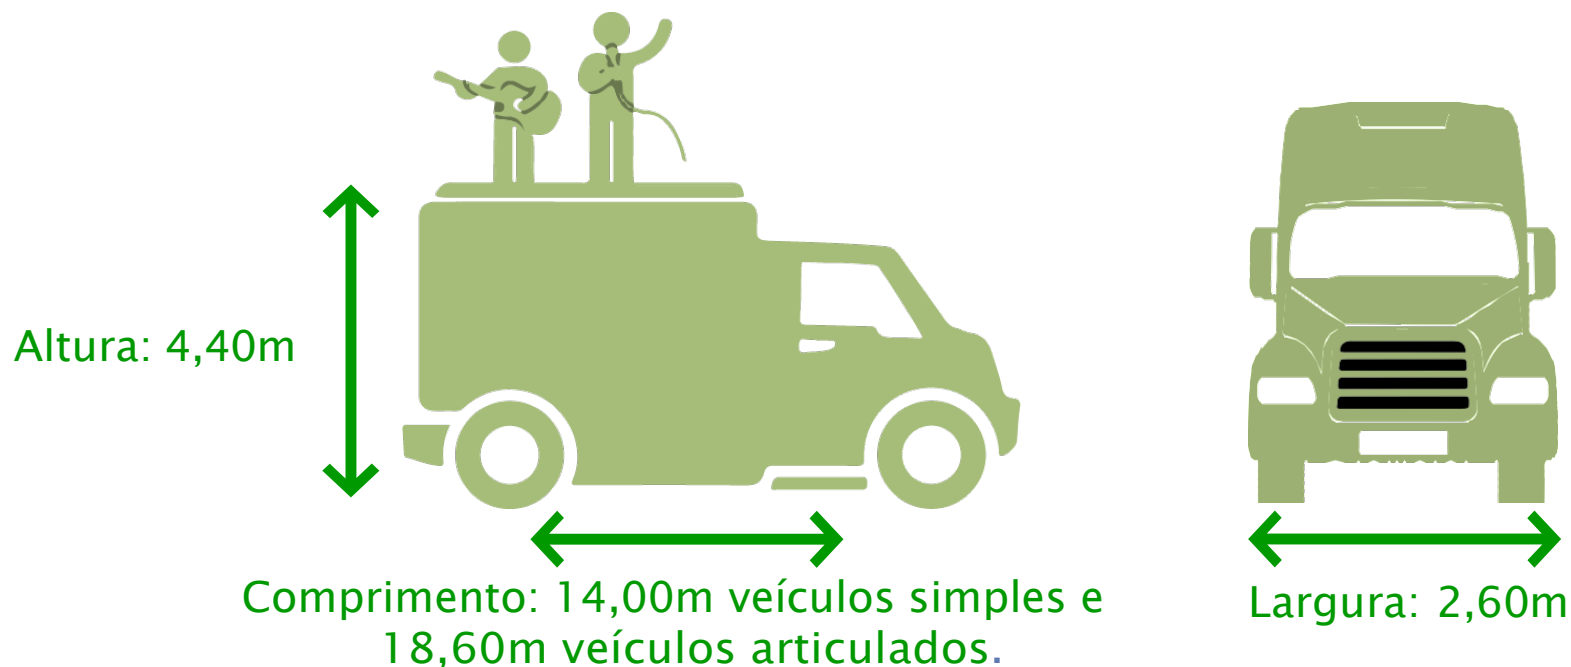 Altura: 4,40m
Comprimento: 14,00m veículos simples e
18,60m veículos articulados.
Largura: 2,60m